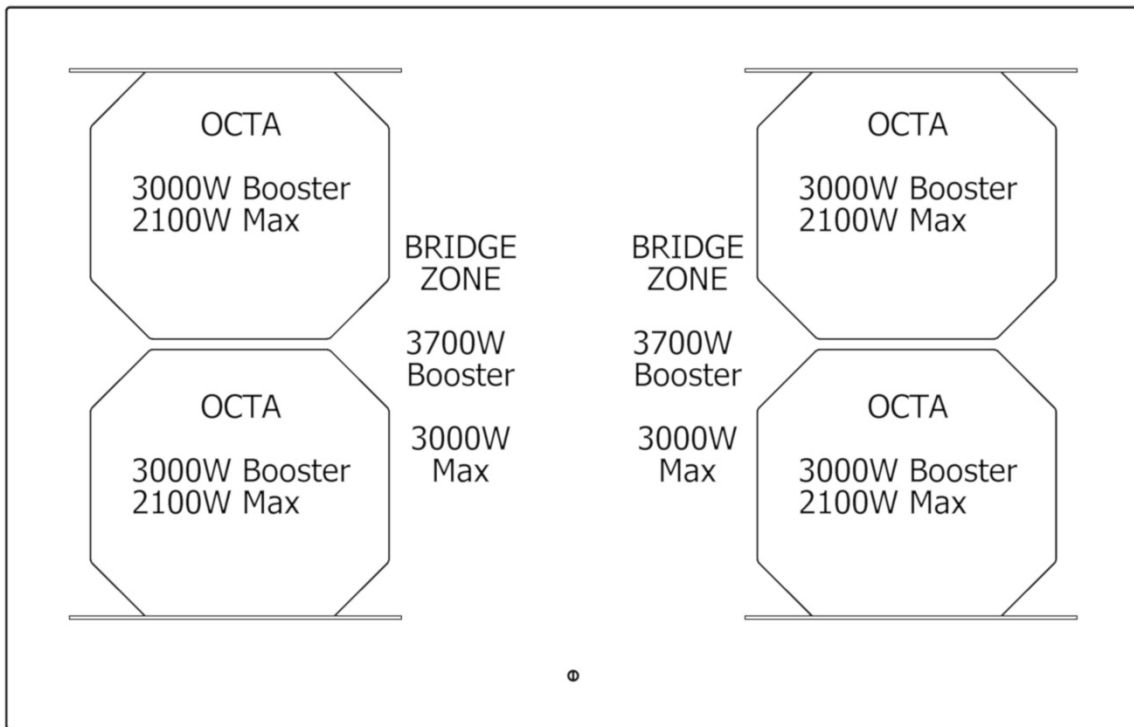 OCTA
3000W Booster
2100W Max
BRIDGE
ZONE
3700W
Booster
3000W
Max
OCTA
3000W Booster
2100W Max
OCTA
3000W Booster
2100W Max
BRIDGE
ZONE
3700W
Booster
3000W
Max
OCTA
3000W Booster
2100W Max